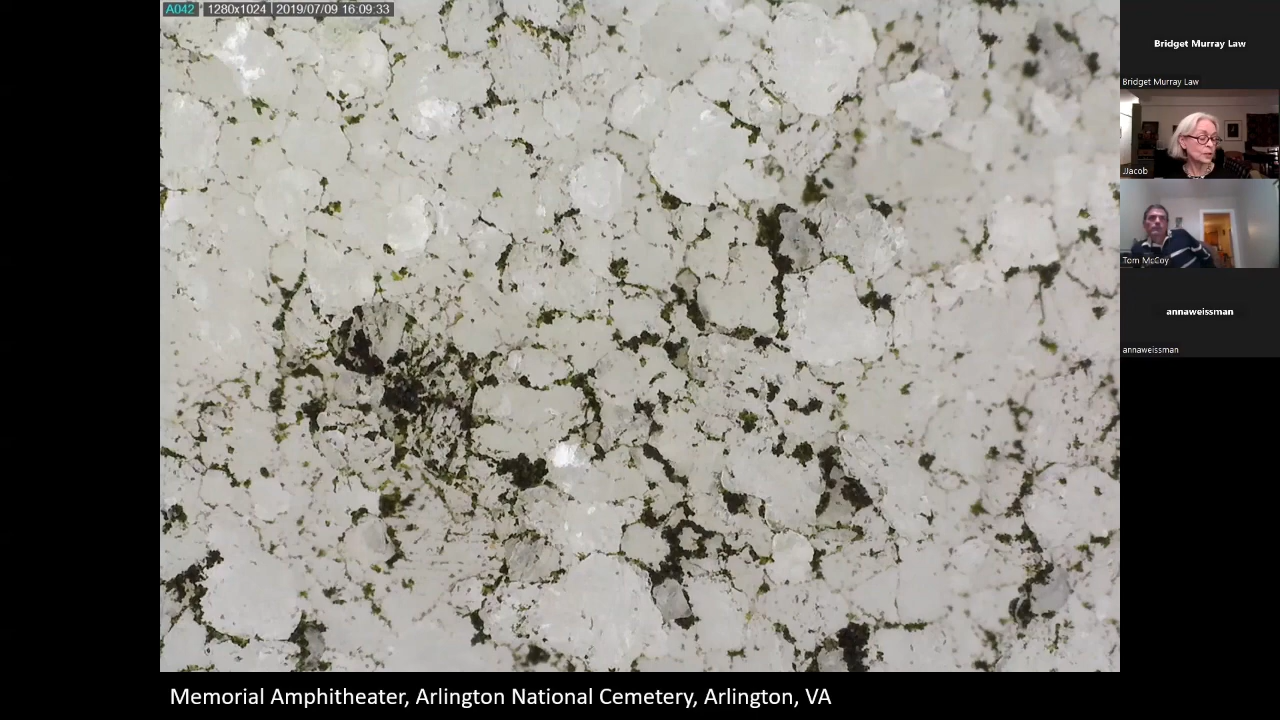 A042 1280x1024 2019/07/09 16:09:33
Bridget Murray Law
Bridget Murray Law
JJacob
Tom McCoy
annaweissman
annaweissman
Memorial Amphitheater, Arlington National Cemetery, Arlington, VA